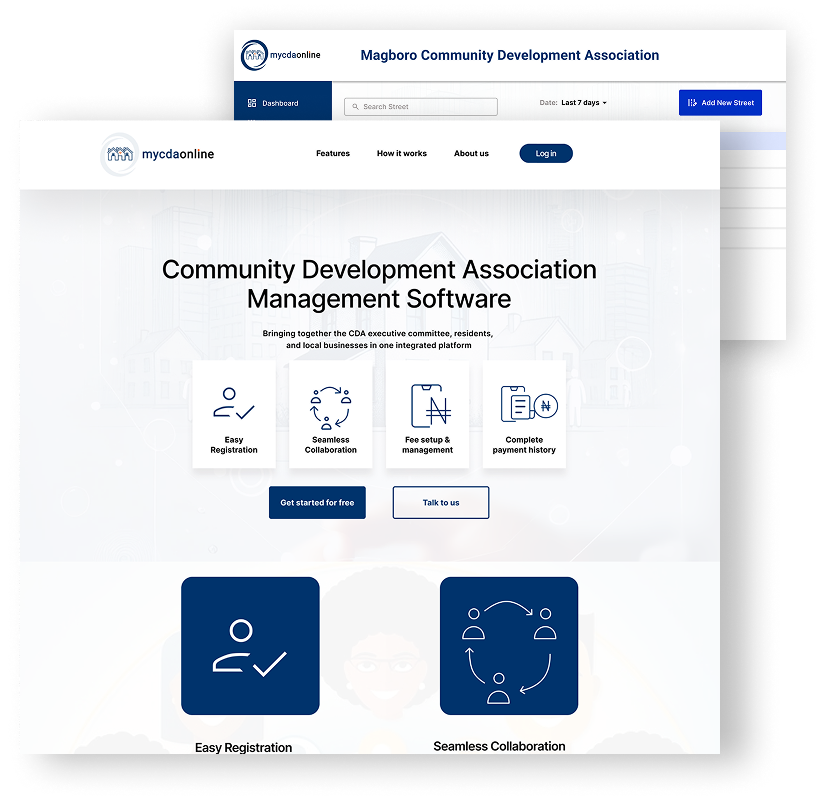 mycdaonline
Magboro Community Development Association
Dashboard
Search Street
Date: Last 7 days
Add New Street
mycdaonline
Features
How it works
About us
Log in
Community Development Association
Management Software
Bringing together the CDA executive committee, residents,
and local businesses in one integrated platform
Easy
Registration
Seamless
Collaboration
Fee setup &
management
Complete
payment history
Get started for free
Talk to us
Easy Registration
Seamless Collaboration